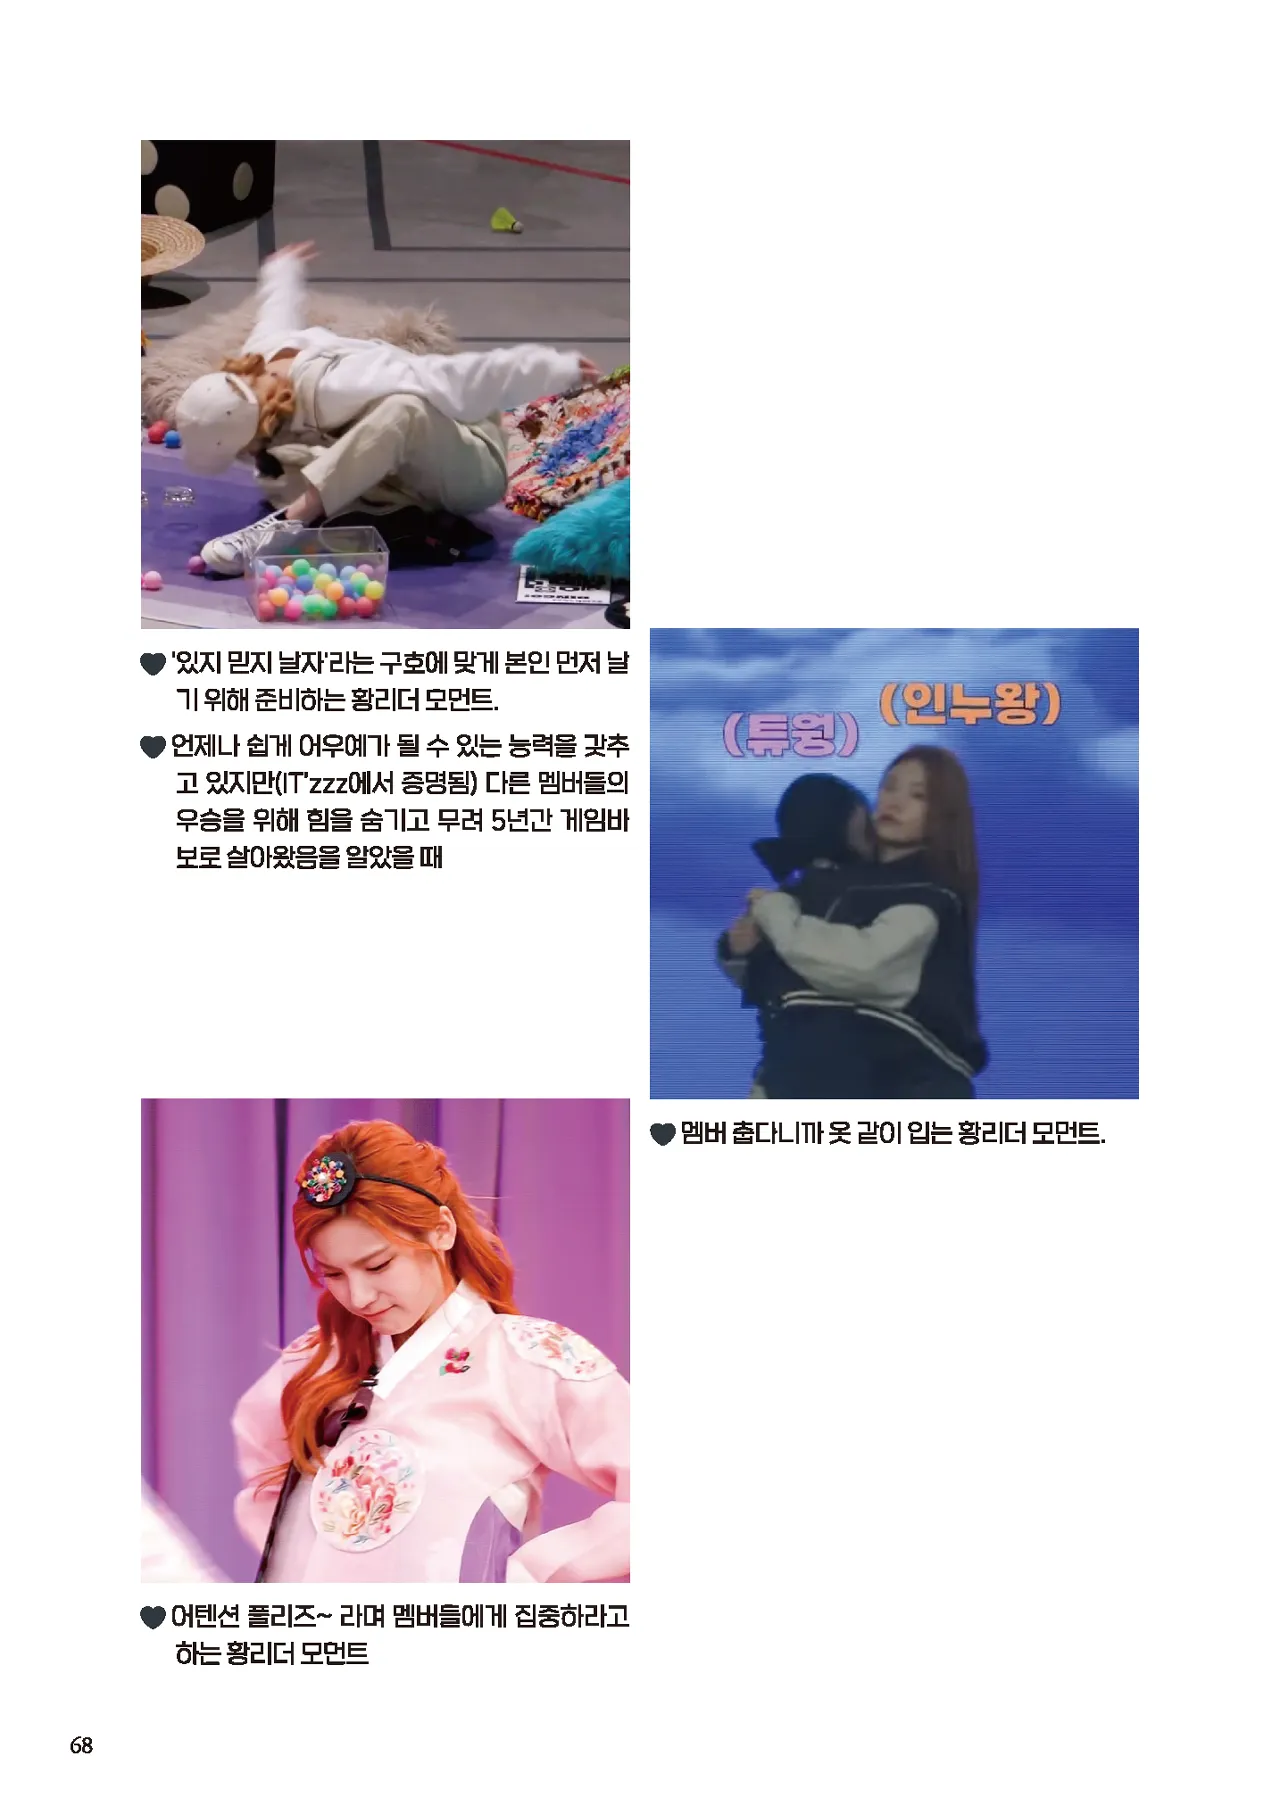 ♥ '있지 믿지 날자'라는 구호에 맞게 본인 먼저 날
기 위해 준비하는 황리더 모먼트.
♥ 언제나 쉽게 어우예가 될 수 있는 능력을 갖추
고 있지만(IT'zzz에서 증명됨) 다른 멤버들의
우승을 위해 힘을 숨기고 무려 5년간 게임바
보로 살아왔음을 알았을 때
(튜웡)
(인누왕)
♥ 멤버 춥다니까 옷 같이 입는 황리더 모먼트.
♥ 어텐션 플리즈~ 라며 멤버들에게 집중하라고
하는 황리더 모먼트
68